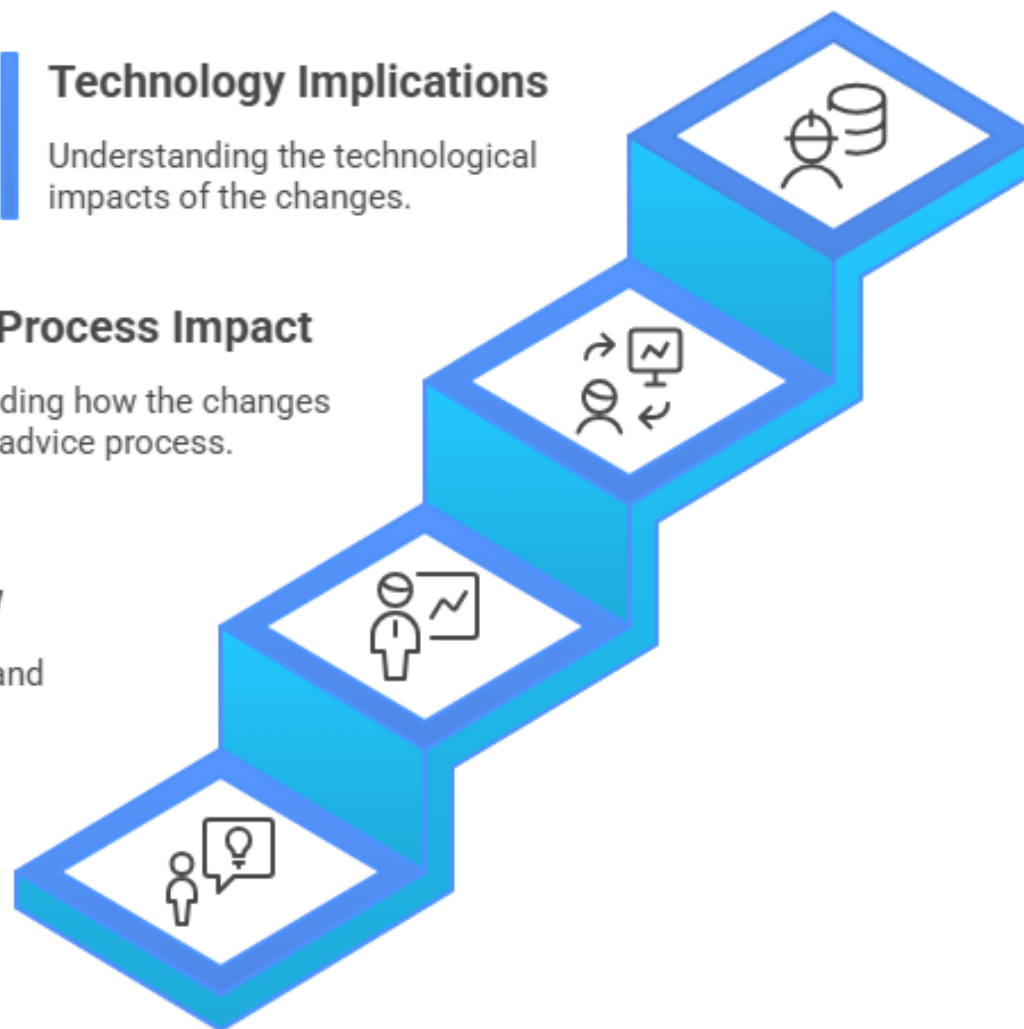 Technology Implications
Understanding the technological
impacts of the changes.
Process Impact
ding how the changes
advice process.
and